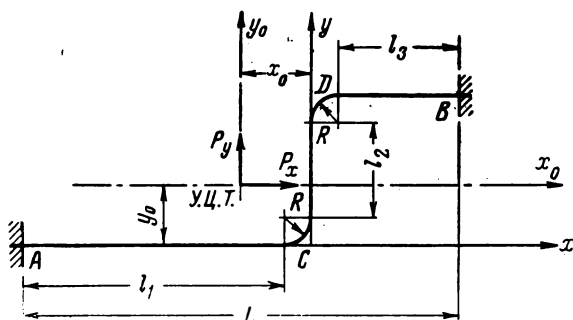 y₀ y l₃
x₀
D
B
P_y R
P_x l₂ x₀
У.Ц.Т.
y₀ R
A C x
l₁
L